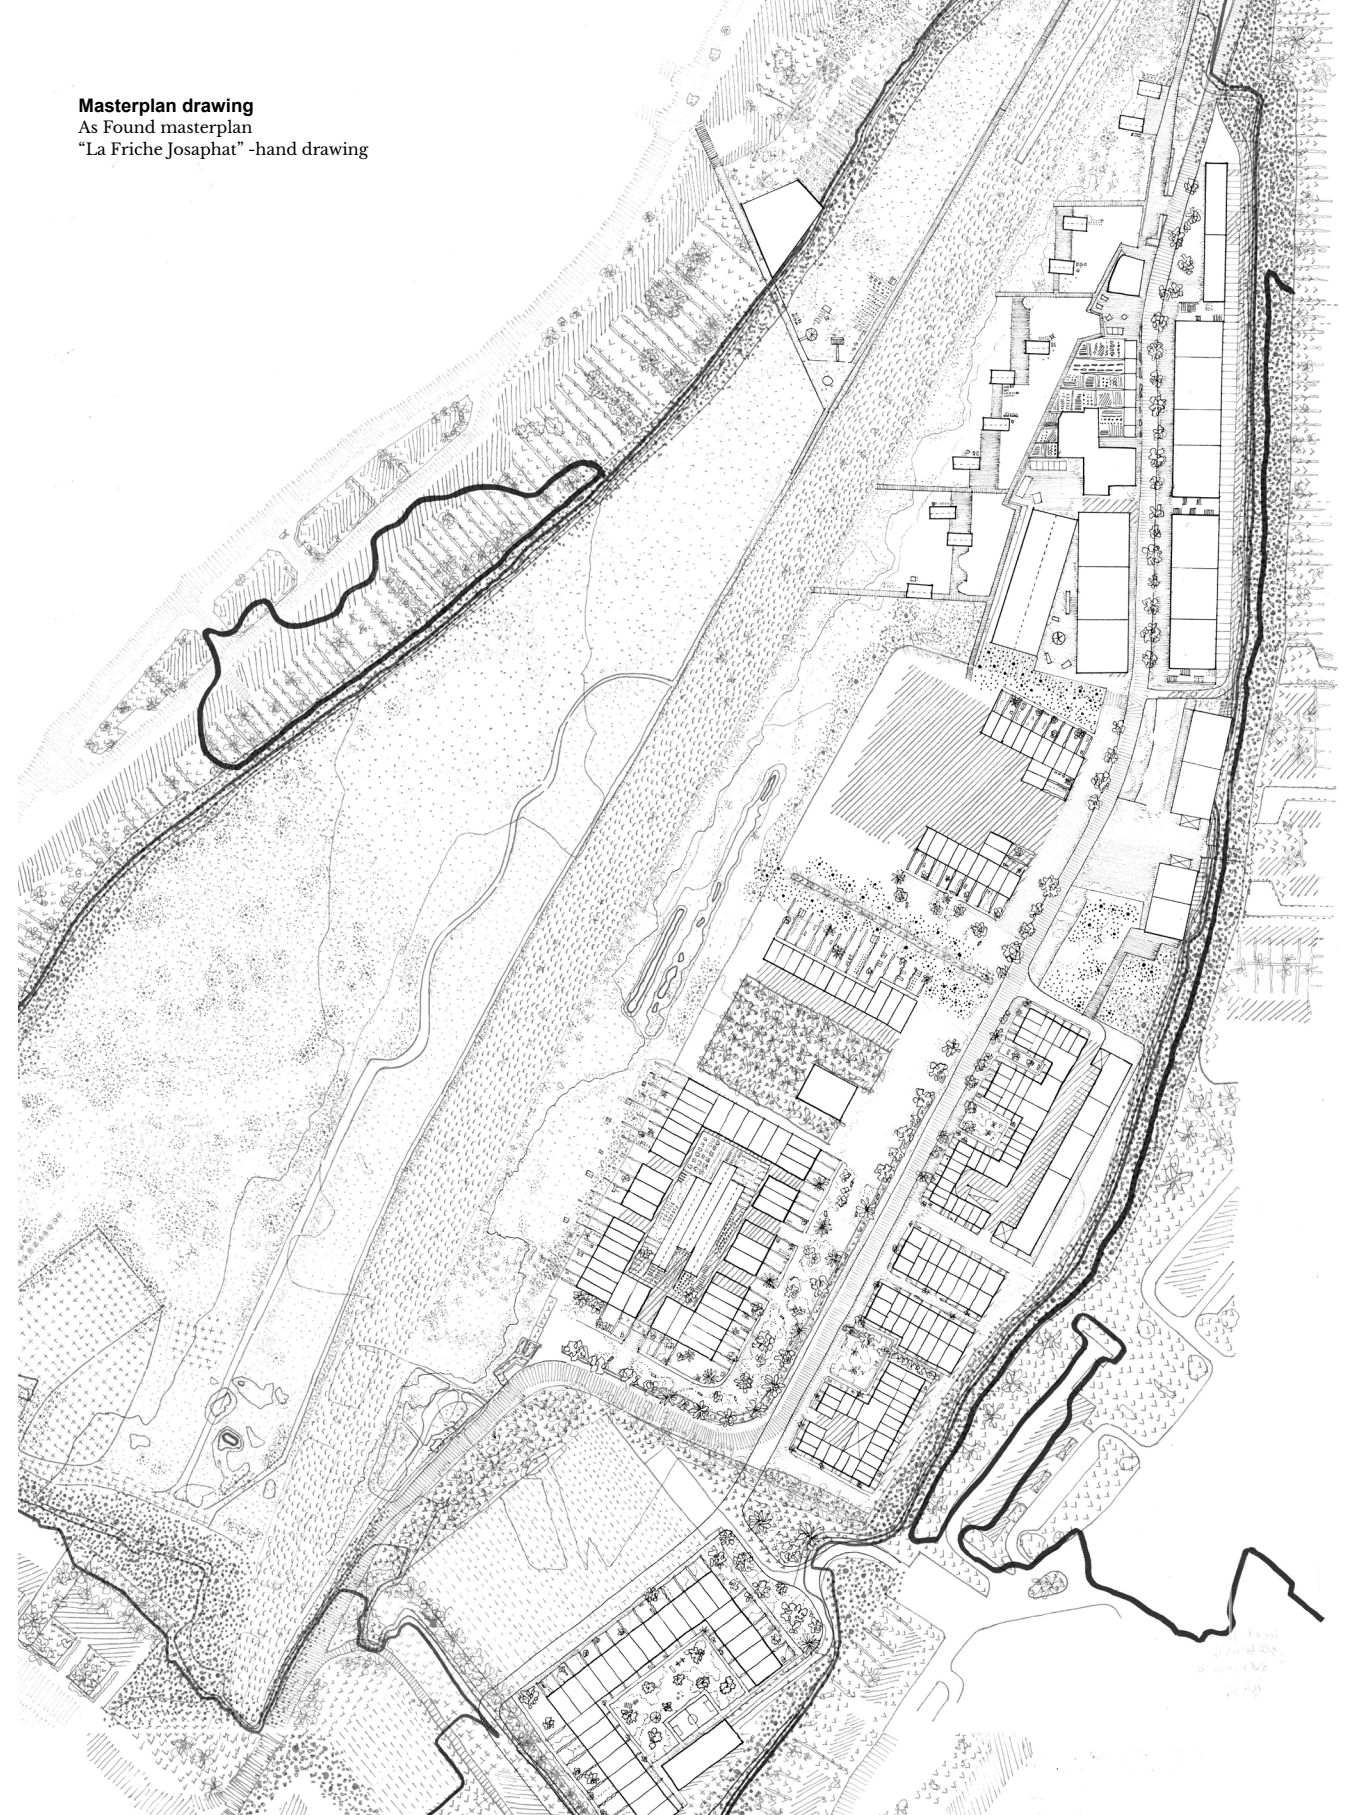 Masterplan drawing
As Found masterplan
“La Friche Josaphat” -hand drawing